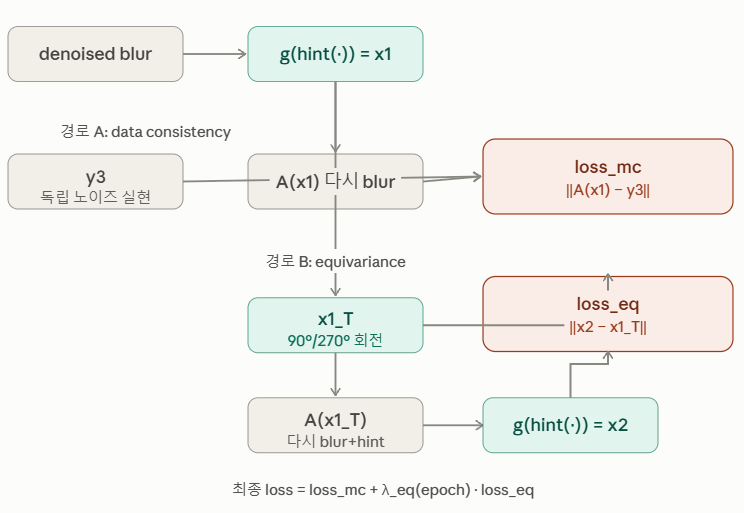 denoised blur
g(hint(·)) = x1
경로 A: data consistency
y3
독립 노이즈 실현
A(x1) 다시 blur
loss_mc
||A(x1) − y3||
경로 B: equivariance
x1_T
90°/270° 회전
loss_eq
||x2 − x1_T||
A(x1_T)
다시 blur+hint
g(hint(·)) = x2
최종 loss = loss_mc + λ_eq(epoch) · loss_eq